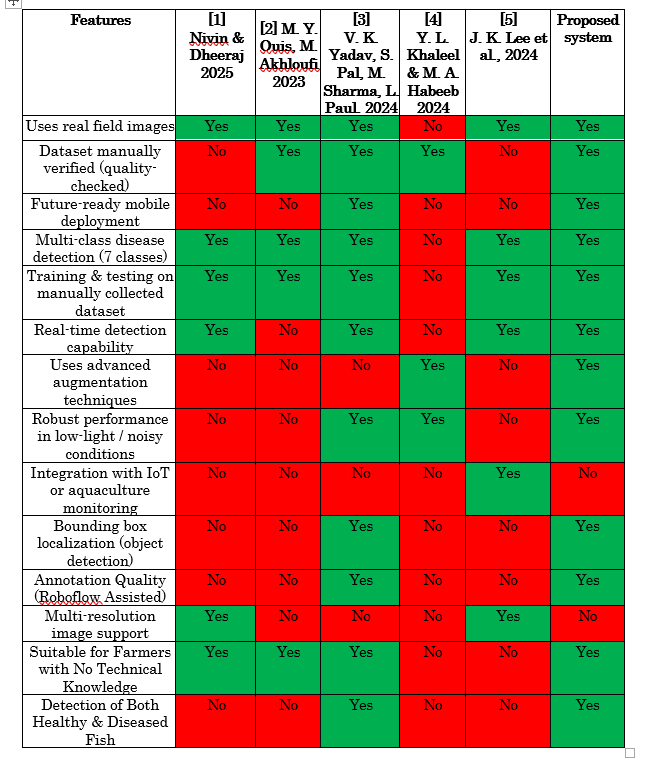 Features [1] Nivin & Dheeraj 2025 [2] M. Y. Ouis, M. Akhloufi 2023 [3] V. K. Yadav, S. Pal, M. Sharma, L. Paul. 2024 [4] Y. L. Khaleel & M. A. Habeeb 2024 [5] J. K. Lee et al., 2024 Proposed system
Uses real field images Yes Yes Yes No Yes Yes
Dataset manually verified (quality-checked) No Yes Yes Yes No Yes
Future-ready mobile deployment No No Yes No No Yes
Multi-class disease detection (7 classes) Yes Yes Yes No Yes Yes
Training & testing on manually collected dataset Yes Yes Yes No Yes Yes
Real-time detection capability Yes No Yes No Yes Yes
Uses advanced augmentation techniques No No No Yes No Yes
Robust performance in low-light / noisy conditions No No Yes Yes No Yes
Integration with IoT or aquaculture monitoring No No No No Yes No
Bounding box localization (object detection) No No Yes No No Yes
Annotation Quality (Roboflow Assisted) No No Yes No No Yes
Multi-resolution image support Yes No No No Yes No
Suitable for Farmers with No Technical Knowledge Yes Yes Yes No No Yes
Detection of Both Healthy & Diseased Fish No No Yes No No Yes